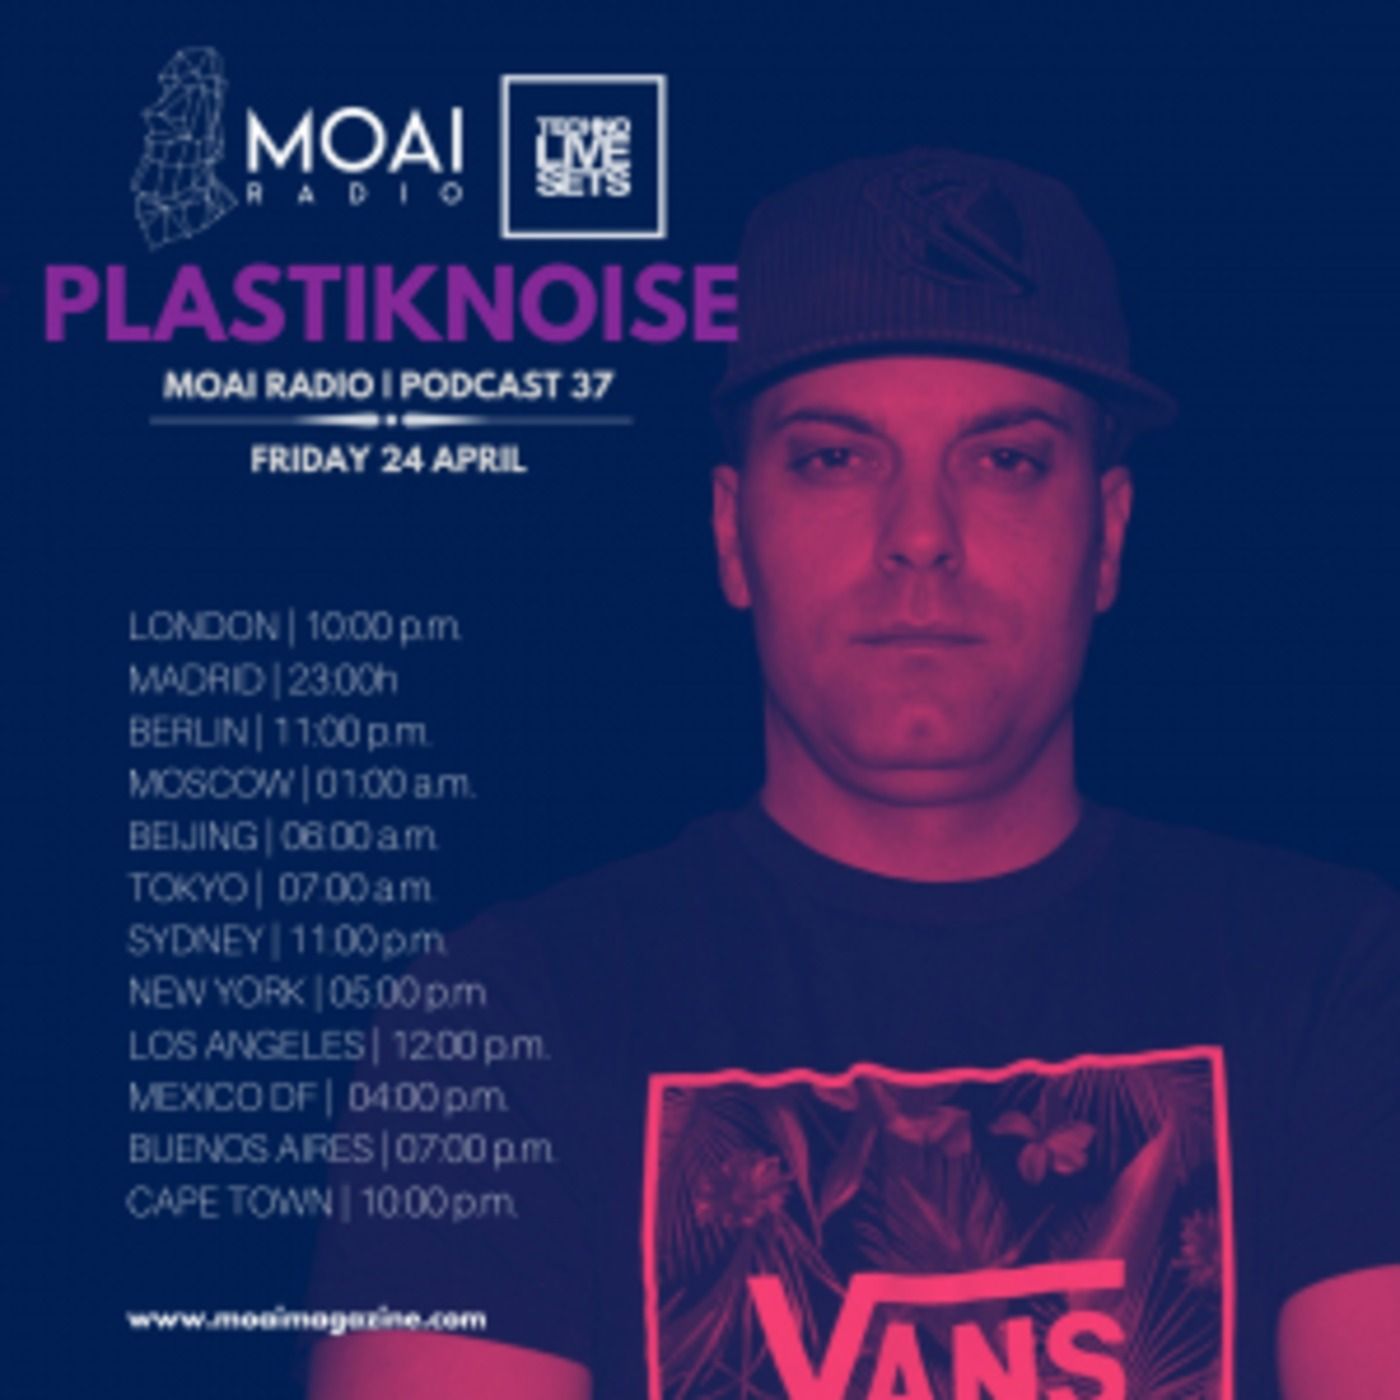 MOAI
RADIO
TECHNO
LIVE
SETS
PLASTIKNOISE
MOAI RADIO | PODCAST 37
FRIDAY 24 APRIL
LONDON | 10:00 p.m.
MADRID | 23:00h
BERLIN | 11:00 p.m.
MOSCOW | 01:00 a.m.
BEIJING | 06:00 a.m.
TOKYO | 07:00 a.m.
SYDNEY | 11:00 p.m.
NEW YORK | 05:00 p.m.
LOS ANGELES | 12:00 p.m.
MEXICO DF | 04:00 p.m.
BUENOS AIRES | 07:00 p.m.
CAPE TOWN | 10:00 p.m.
www.moaimagazine.com
VANS